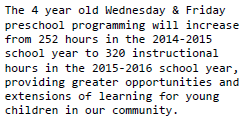 The 4 year old Wednesday & Friday
preschool programming will increase
from 252 hours in the 2014-2015
school year to 320 instructional
hours in the 2015-2016 school year,
providing greater opportunities and
extensions of learning for young
children in our community.